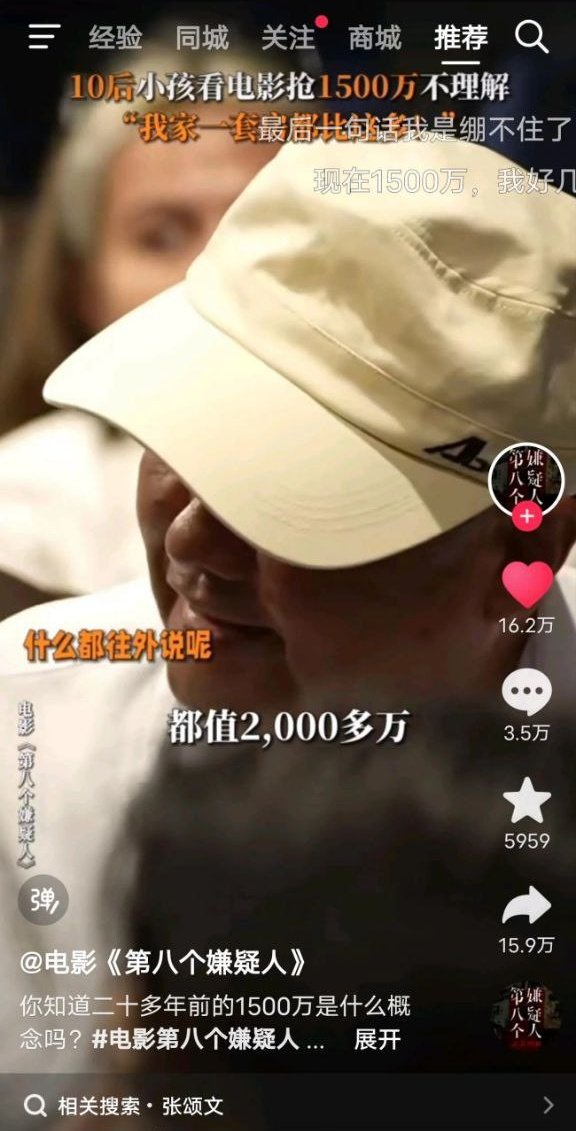 经验
同城
关注
商城
推荐
10后小孩看电影抢1500万不理解
“我家一套房都比这多”
最后一句话我是绷不住了
现在1500万，我好几
第八个
嫌疑人
16.2万
什么都往外说呢
3.5万
都值2,000多万
电影《第八个嫌疑人》
5959
弹
15.9万
@电影《第八个嫌疑人》
你知道二十多年前的1500万是什么概
念吗？#电影第八个嫌疑人 ...
展开
第八个
嫌疑人
相关搜索·张颂文